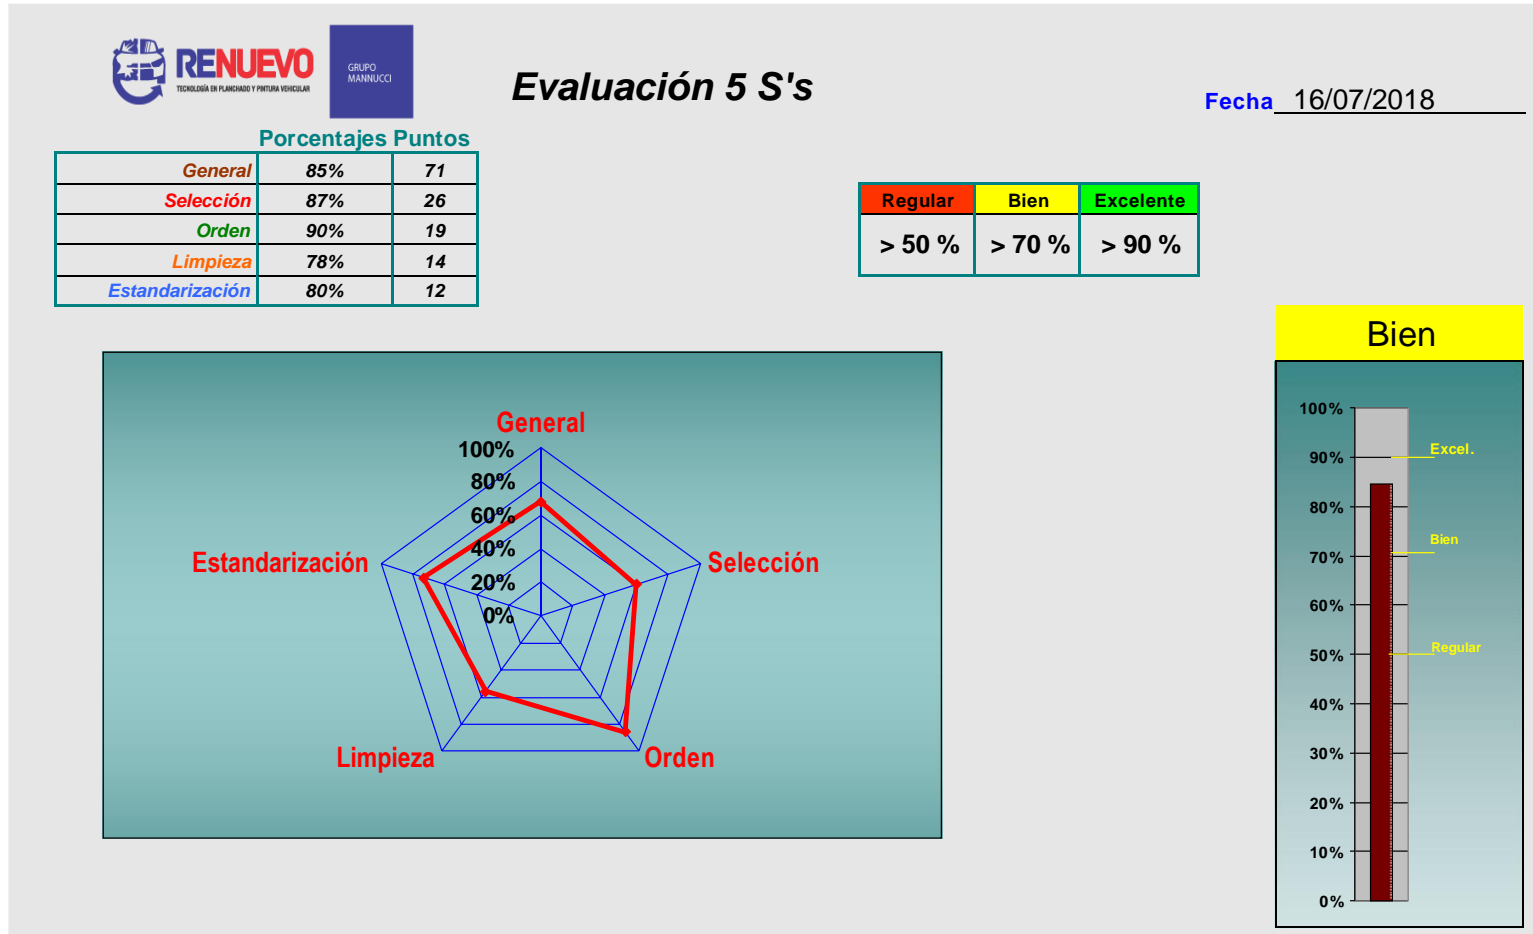 RENUEVO
TECNOLOGÍA EN PLANCHADO Y PINTURA VEHICULAR
GRUPO
MANNUCCI
Evaluación 5 S's
Fecha 16/07/2018
Porcentajes Puntos
General 85% 71
Selección 87% 26
Orden 90% 19
Limpieza 78% 14
Estandarización 80% 12
Regular Bien Excelente
> 50 % > 70 % > 90 %
General
100%
80%
60%
40%
20%
0%
Selección
Orden
Limpieza
Estandarización
Bien
100%
90% Excel.
80%
70% Bien
60%
50% Regular
40%
30%
20%
10%
0%